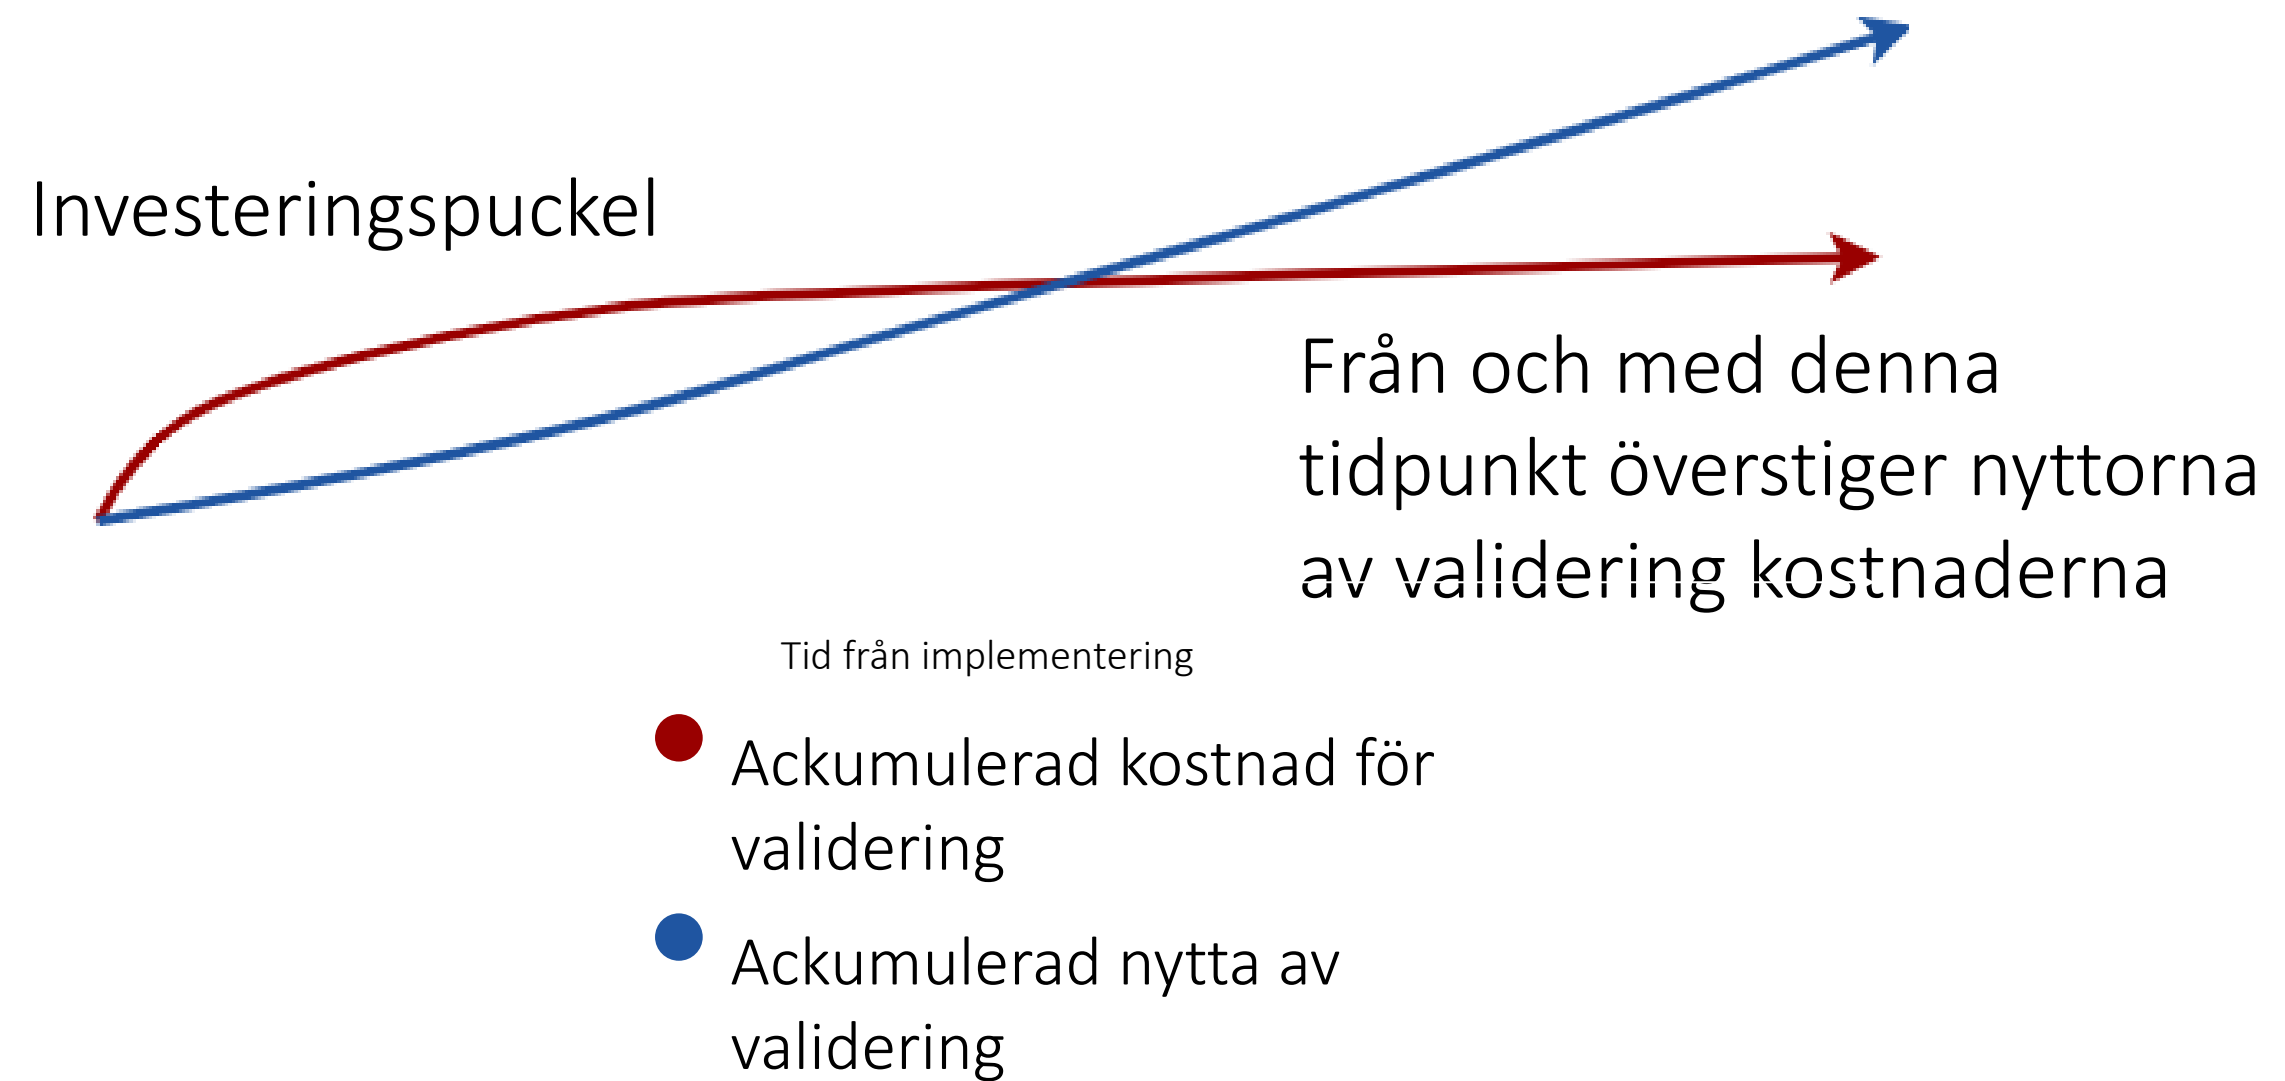 Investeringspuckel
Från och med denna
tidpunkt överstiger nyttorna
av validering kostnaderna
Tid från implementering
Ackumulerad kostnad för
validering
Ackumulerad nytta av
validering